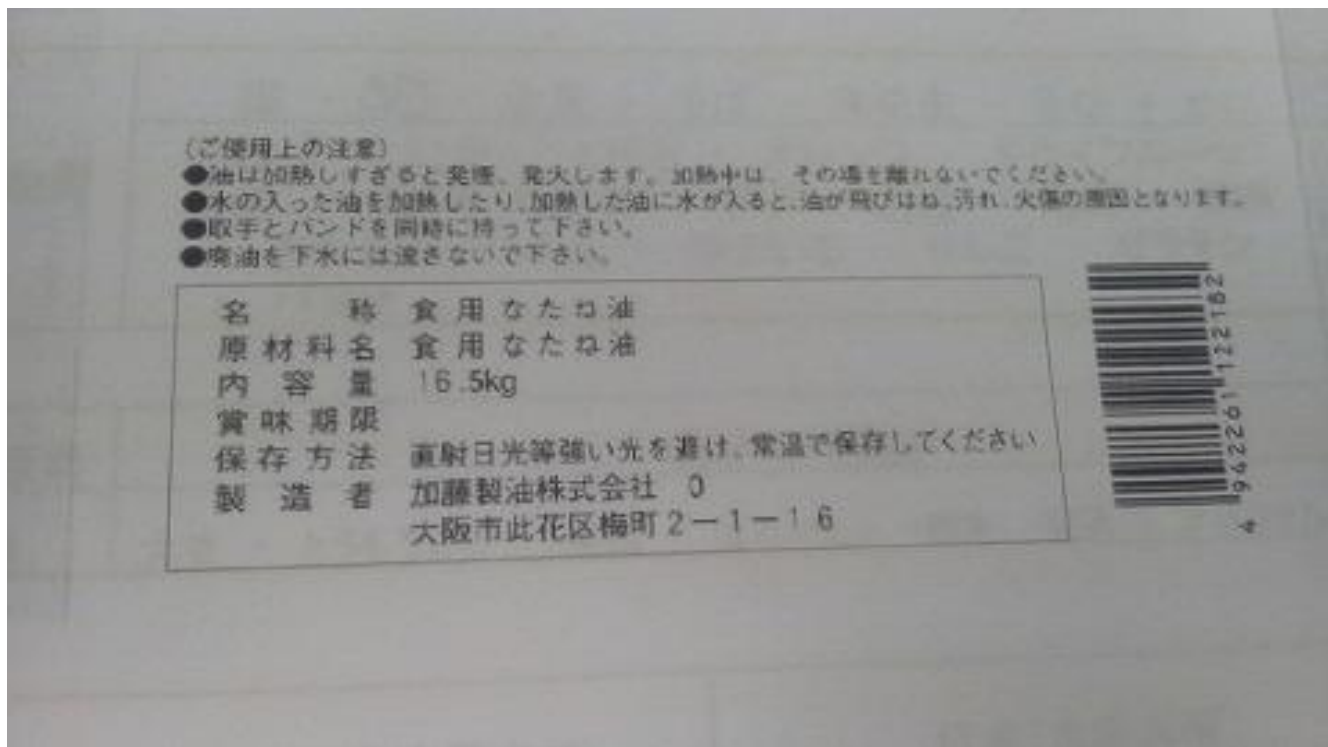 (ご使用上の注意)
●油は加熱しすぎると発煙、発火します。加熱中は、その場を離れないでください。
●水の入った油を加熱したり、加熱した油に水が入ると、油が飛びはね、汚れ、火傷の原因となります。
●取手とバンドを同時に持って下さい。
●廃油を下水には流さないで下さい。
名称 食用なたね油
原材料名 食用なたね油
内容量 16.5kg
賞味期限
保存方法 直射日光等強い光を避け、常温で保存してください
製造者 加藤製油株式会社 O
大阪市此花区梅町2-1-16
4 942261 122162